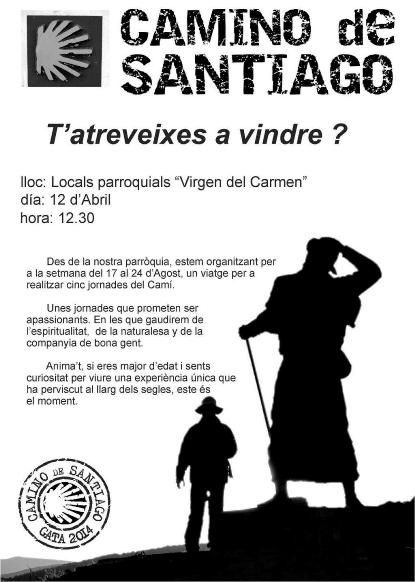 CAMINO de
SANTIAGO
T'atreveixes a vindre ?
lloc: Locals parroquials “Virgen del Carmen”
día: 12 d'Abril
hora: 12.30
Des de la nostra parròquia, estem organitzant per
a la setmana del 17 al 24 d'Agost, un viatge per a
realitzar cinc jornades del Camí.
Unes jornades que prometen ser
apassionants. En les que gaudirem de
l'espiritualitat, de la naturalesa y de la
companyia de bona gent.
Anima't, si eres major d'edat i sents
curiositat per viure una experiència única que
ha perviscut al llarg dels segles, este és
el moment.
CAMINO DE SANTIAGO
GATA 2014